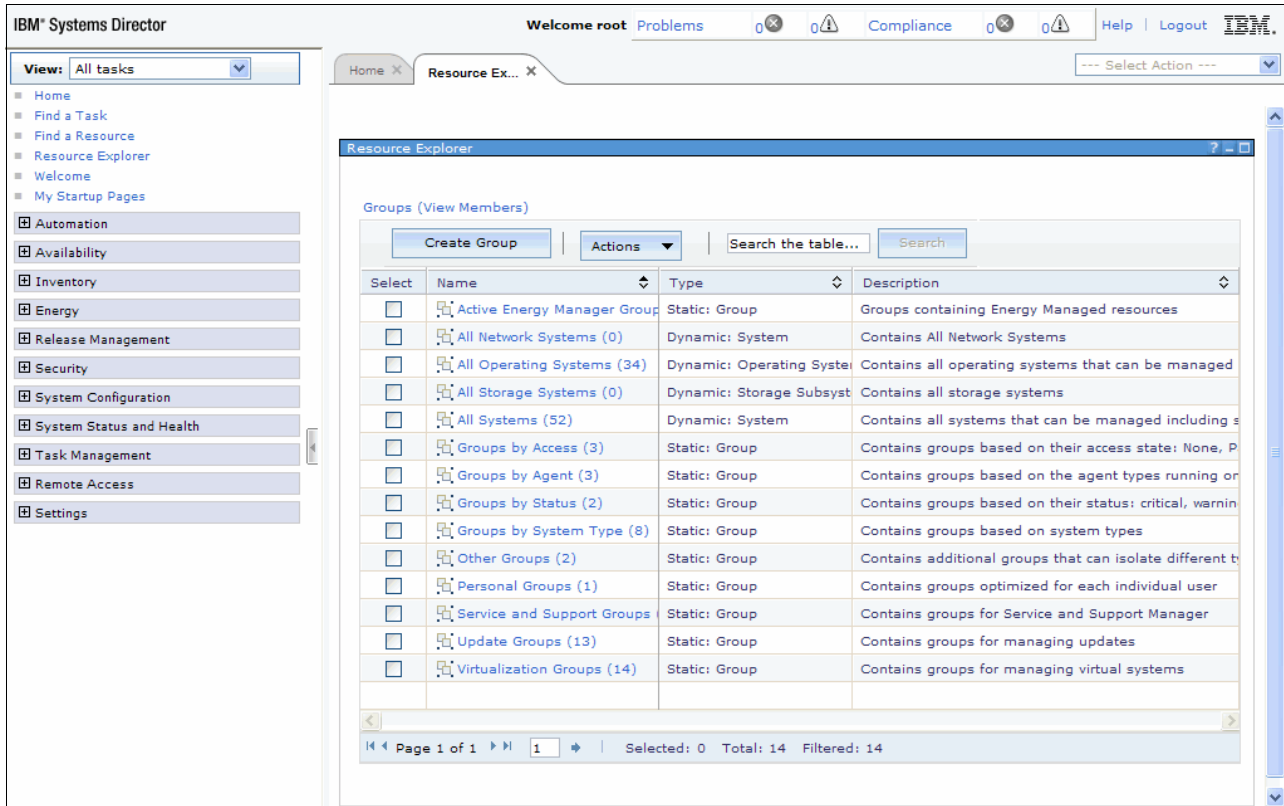 IBM® Systems Director
Welcome root Problems 0 0 Compliance 0 0 Help | Logout IBM.
View: All tasks
Home
Find a Task
Find a Resource
Resource Explorer
Welcome
My Startup Pages
Automation
Availability
Inventory
Energy
Release Management
Security
System Configuration
System Status and Health
Task Management
Remote Access
Settings
Home Resource Ex... --- Select Action ---
Resource Explorer
Groups (View Members)
Create Group | Actions | Search the table... Search
Select Name Type Description
Active Energy Manager Group Static: Group Groups containing Energy Managed resources
All Network Systems (0) Dynamic: System Contains All Network Systems
All Operating Systems (34) Dynamic: Operating Syste Contains all operating systems that can be managed
All Storage Systems (0) Dynamic: Storage Subsyst Contains all storage systems
All Systems (52) Dynamic: System Contains all systems that can be managed including s
Groups by Access (3) Static: Group Contains groups based on their access state: None, P
Groups by Agent (3) Static: Group Contains groups based on the agent types running on
Groups by Status (2) Static: Group Contains groups based on their status: critical, warnin
Groups by System Type (8) Static: Group Contains groups based on system types
Other Groups (2) Static: Group Contains additional groups that can isolate different t
Personal Groups (1) Static: Group Contains groups optimized for each individual user
Service and Support Groups ( Static: Group Contains groups for Service and Support Manager
Update Groups (13) Static: Group Contains groups for managing updates
Virtualization Groups (14) Static: Group Contains groups for managing virtual systems
Page 1 of 1 1 | Selected: 0 Total: 14 Filtered: 14